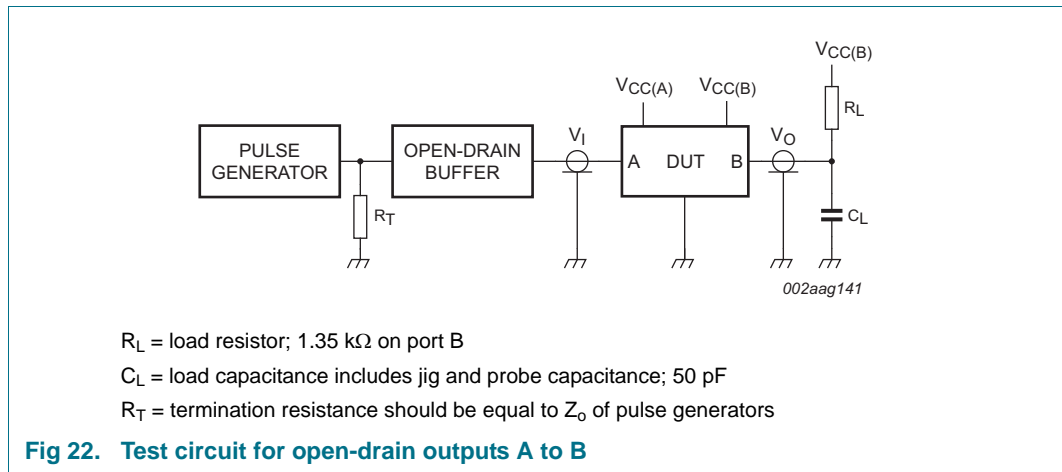 VCC(B)
VCC(A)
VCC(B)
RL
VI
VO
PULSE
GENERATOR
OPEN-DRAIN
BUFFER
A
DUT
B
RT
CL
002aag141
RL = load resistor; 1.35 kΩ on port B
CL = load capacitance includes jig and probe capacitance; 50 pF
RT = termination resistance should be equal to Zo of pulse generators
Fig 22. Test circuit for open-drain outputs A to B